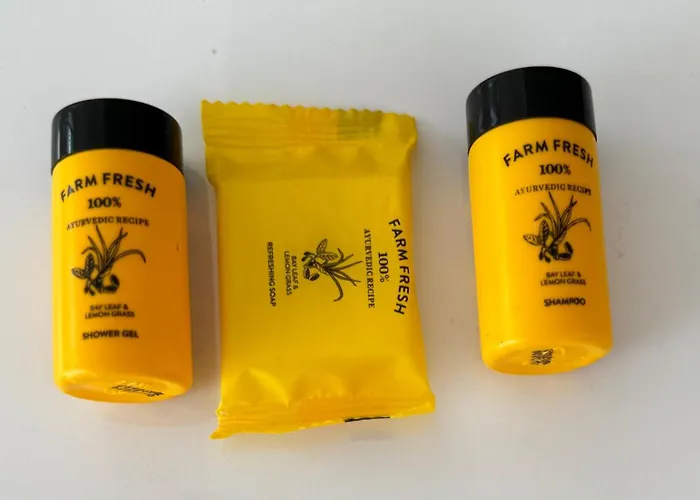 FARM FRESH
100%
AYURVEDIC RECIPE
BAY LEAF &
LEMON GRASS
SHOWER GEL
FARM FRESH
100%
AYURVEDIC RECIPE
BAY LEAF &
LEMON GRASS
REFRESHING SOAP
FARM FRESH
100%
AYURVEDIC RECIPE
BAY LEAF &
LEMON GRASS
SHAMPOO